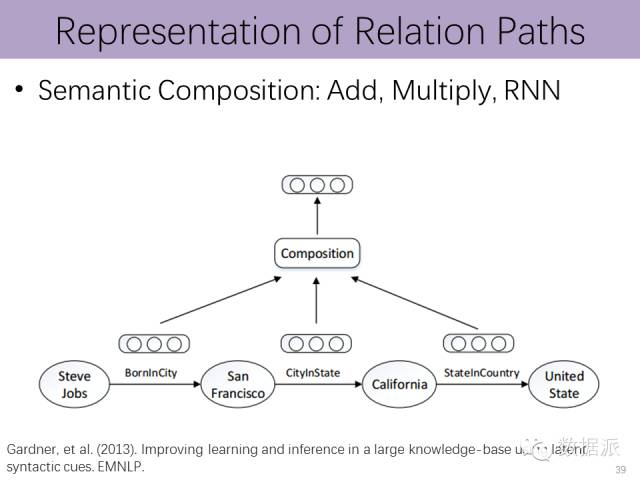 Representation of Relation Paths
• Semantic Composition: Add, Multiply, RNN
Composition
BornInCity
CityInState
StateInCountry
Steve
Jobs
San
Francisco
California
United
State
Gardner, et al. (2013). Improving learning and inference in a large knowledge-base using latent
syntactic cues. EMNLP.
数据派
39